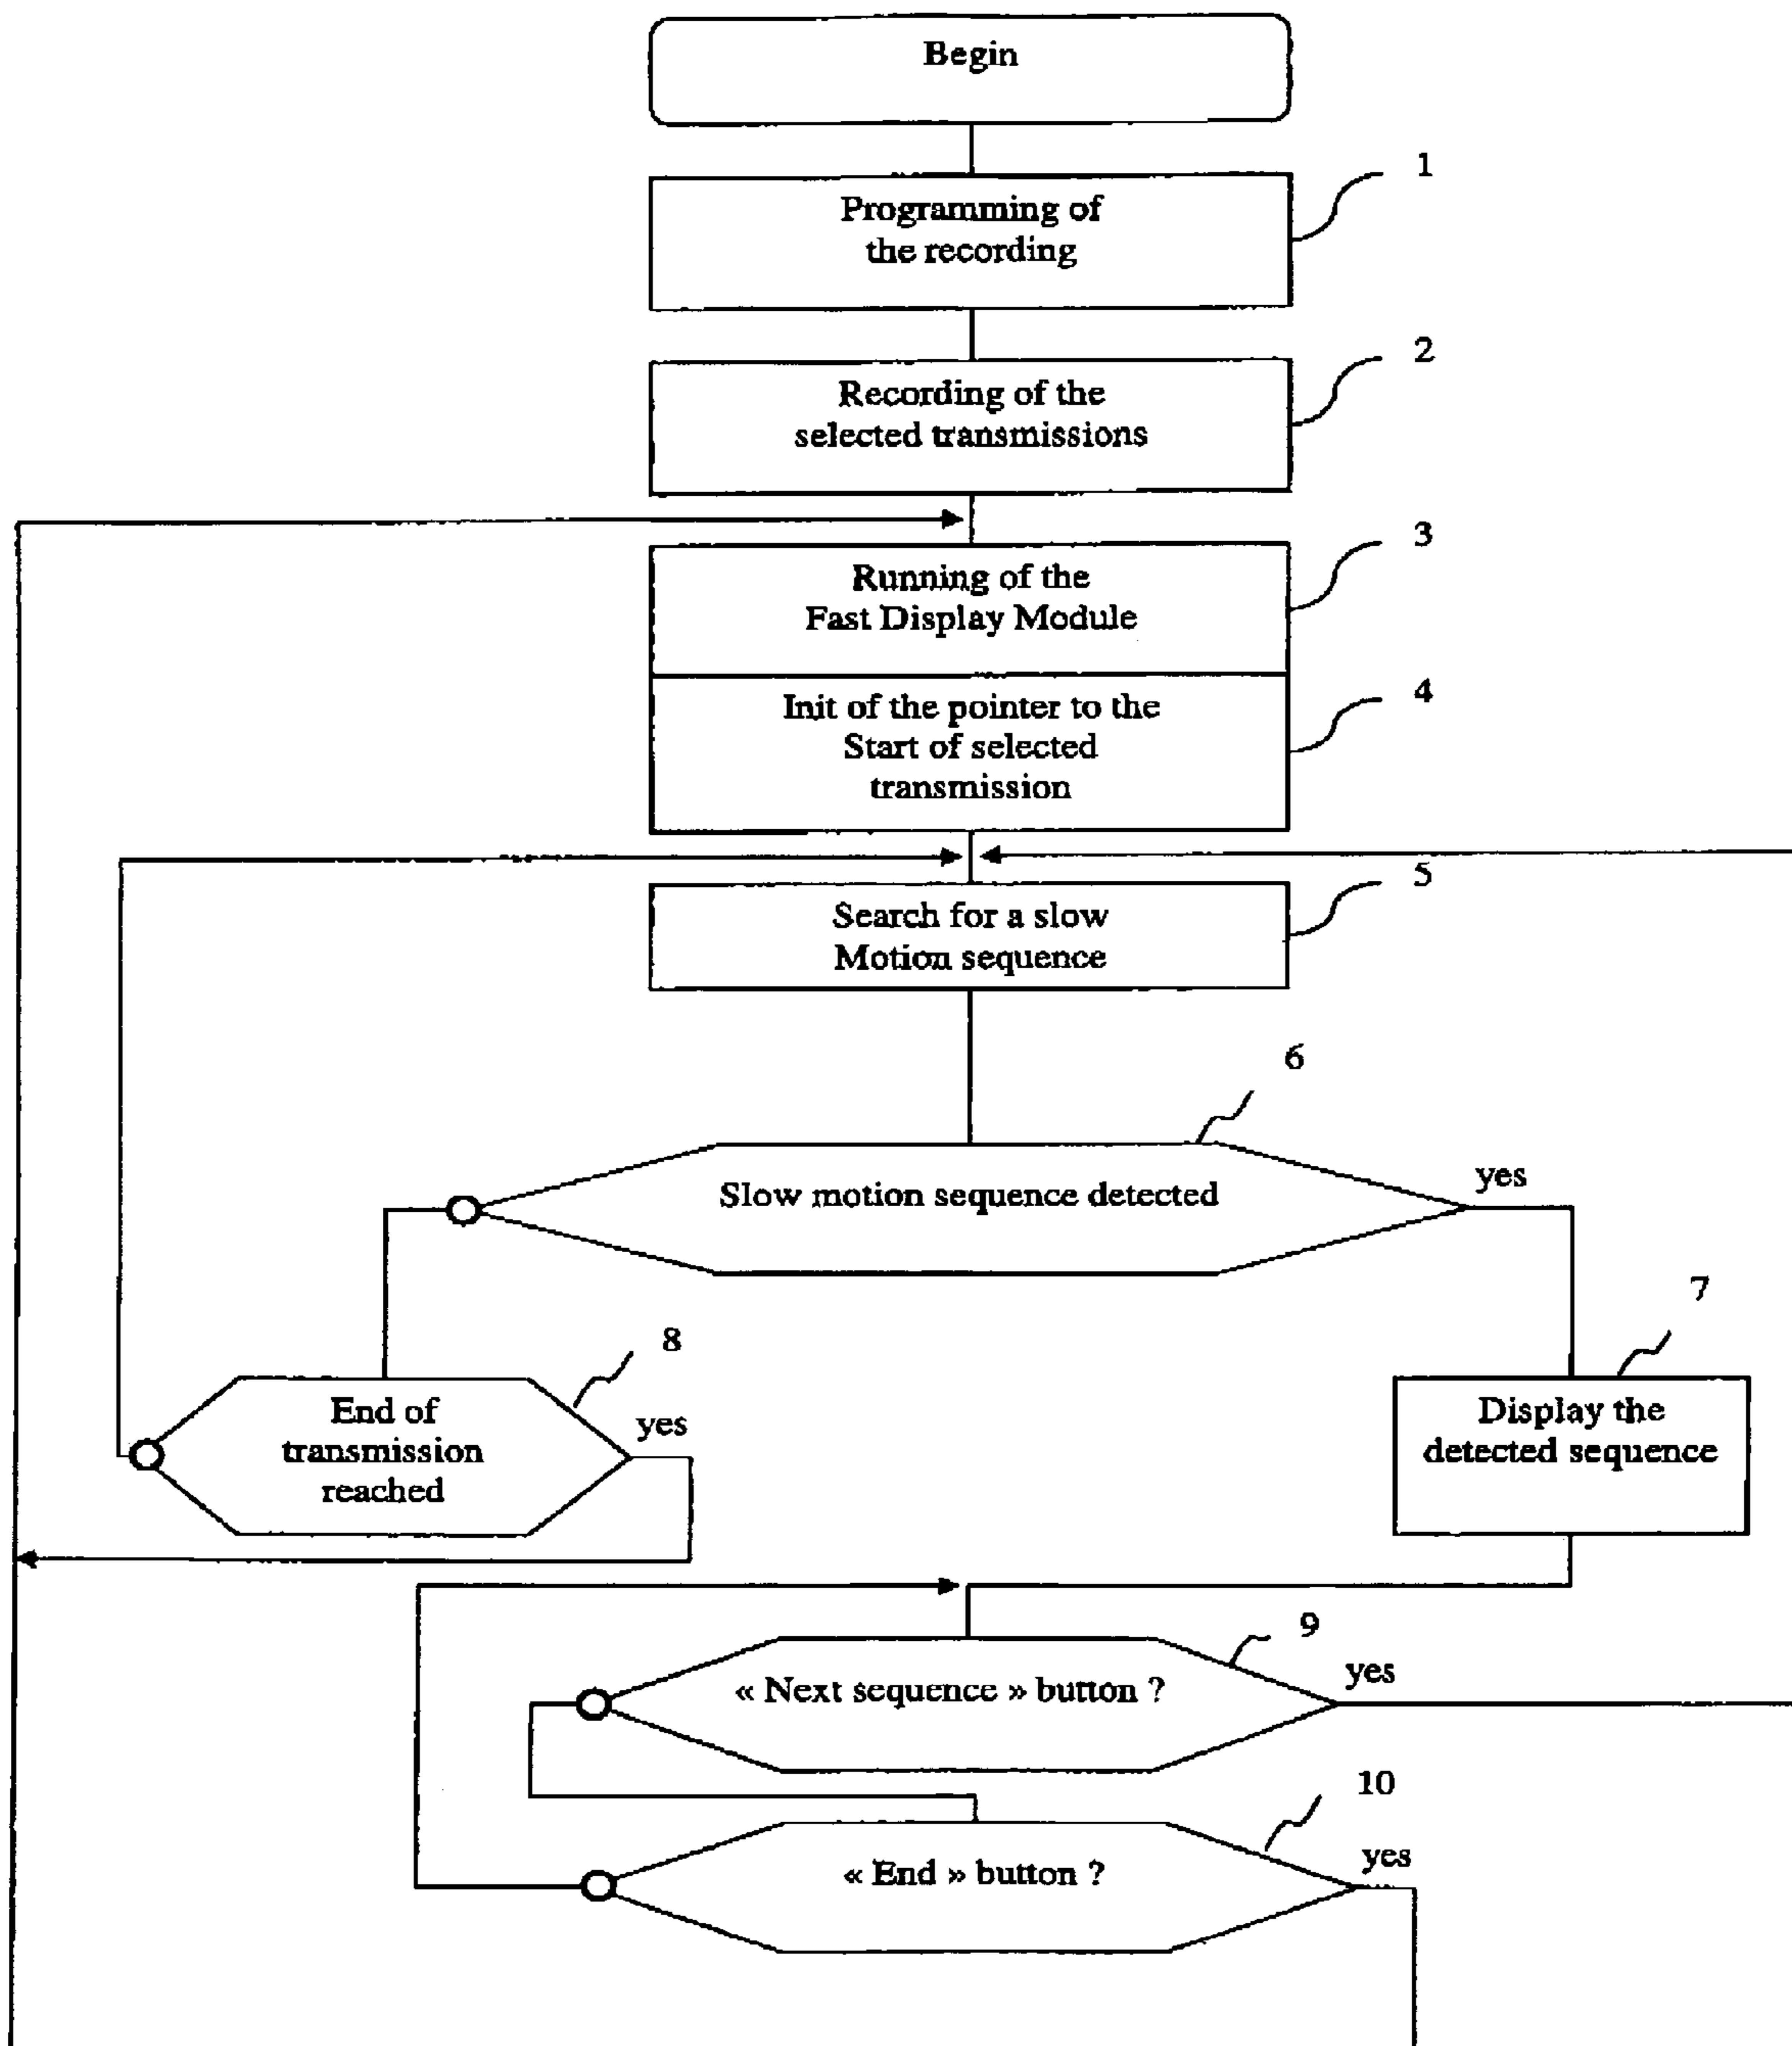 Begin
1
Programming of
the recording
2
Recording of the
selected transmissions
3
Running of the
Fast Display Module
4
Init of the pointer to the
Start of selected
transmission
5
Search for a slow
Motion sequence
6
Slow motion sequence detected
yes
7
Display the
detected sequence
8
End of
transmission
reached
yes
9
« Next sequence » button ?
yes
10
« End » button ?
yes